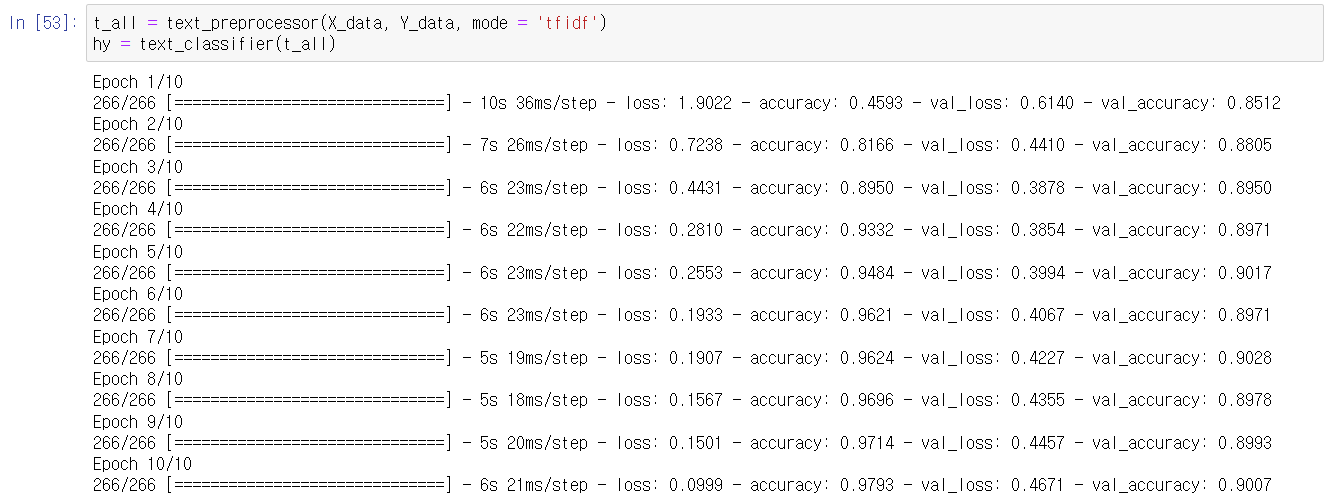 In [53]: t_all = text_preprocessor(X_data, Y_data, mode = 'tfidf')
hy = text_classifier(t_all)
Epoch 1/10
266/266 [==============================] - 10s 36ms/step - loss: 1.9022 - accuracy: 0.4593 - val_loss: 0.6140 - val_accuracy: 0.8512
Epoch 2/10
266/266 [==============================] - 7s 26ms/step - loss: 0.7238 - accuracy: 0.8166 - val_loss: 0.4410 - val_accuracy: 0.8805
Epoch 3/10
266/266 [==============================] - 6s 23ms/step - loss: 0.4431 - accuracy: 0.8950 - val_loss: 0.3878 - val_accuracy: 0.8950
Epoch 4/10
266/266 [==============================] - 6s 22ms/step - loss: 0.2810 - accuracy: 0.9332 - val_loss: 0.3854 - val_accuracy: 0.8971
Epoch 5/10
266/266 [==============================] - 6s 23ms/step - loss: 0.2553 - accuracy: 0.9484 - val_loss: 0.3994 - val_accuracy: 0.9017
Epoch 6/10
266/266 [==============================] - 6s 23ms/step - loss: 0.1933 - accuracy: 0.9621 - val_loss: 0.4067 - val_accuracy: 0.8971
Epoch 7/10
266/266 [==============================] - 5s 19ms/step - loss: 0.1907 - accuracy: 0.9624 - val_loss: 0.4227 - val_accuracy: 0.9028
Epoch 8/10
266/266 [==============================] - 5s 18ms/step - loss: 0.1567 - accuracy: 0.9696 - val_loss: 0.4355 - val_accuracy: 0.8978
Epoch 9/10
266/266 [==============================] - 5s 20ms/step - loss: 0.1501 - accuracy: 0.9714 - val_loss: 0.4457 - val_accuracy: 0.8993
Epoch 10/10
266/266 [==============================] - 6s 21ms/step - loss: 0.0999 - accuracy: 0.9793 - val_loss: 0.4671 - val_accuracy: 0.9007